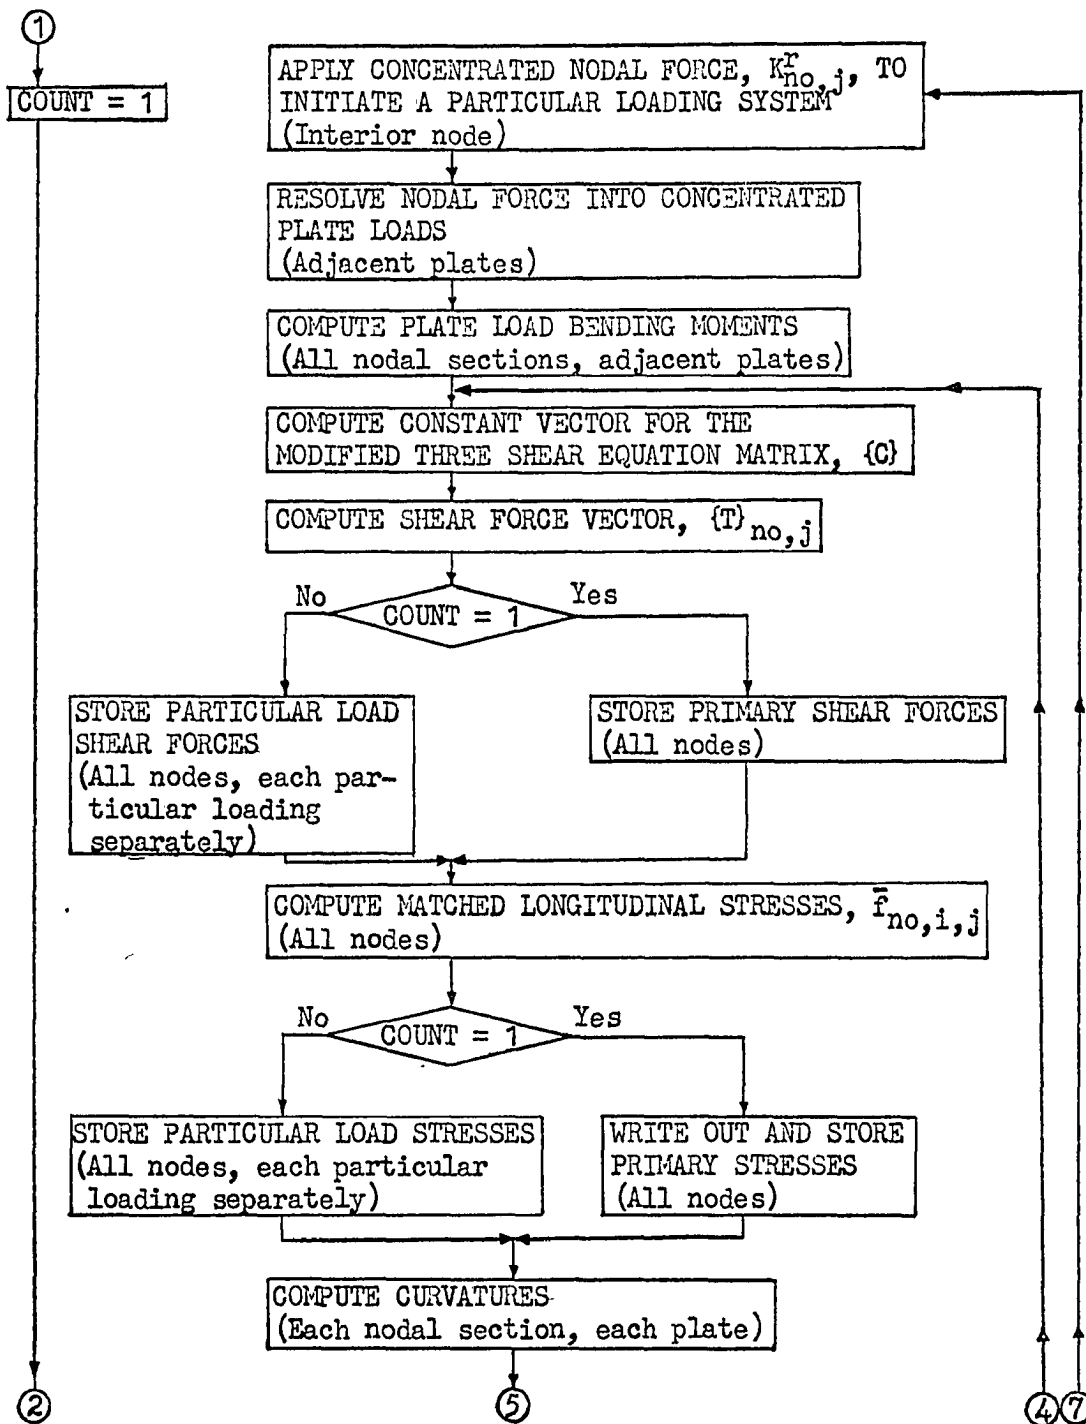 1
COUNT = 1
APPLY CONCENTRATED NODAL FORCE, K^r_no,j, TO
INITIATE A PARTICULAR LOADING SYSTEM
(Interior node)
RESOLVE NODAL FORCE INTO CONCENTRATED
PLATE LOADS
(Adjacent plates)
COMPUTE PLATE LOAD BENDING MOMENTS
(All nodal sections, adjacent plates)
COMPUTE CONSTANT VECTOR FOR THE
MODIFIED THREE SHEAR EQUATION MATRIX, {C}
COMPUTE SHEAR FORCE VECTOR, {T}no,j
No
Yes
COUNT = 1
STORE PARTICULAR LOAD
SHEAR FORCES
(All nodes, each par-
ticular loading
separately)
STORE PRIMARY SHEAR FORCES
(All nodes)
COMPUTE MATCHED LONGITUDINAL STRESSES, f̄no,i,j
(All nodes)
No
Yes
COUNT = 1
STORE PARTICULAR LOAD STRESSES
(All nodes, each particular
loading separately)
WRITE OUT AND STORE
PRIMARY STRESSES
(All nodes)
COMPUTE CURVATURES
(Each nodal section, each plate)
2
5
4
7